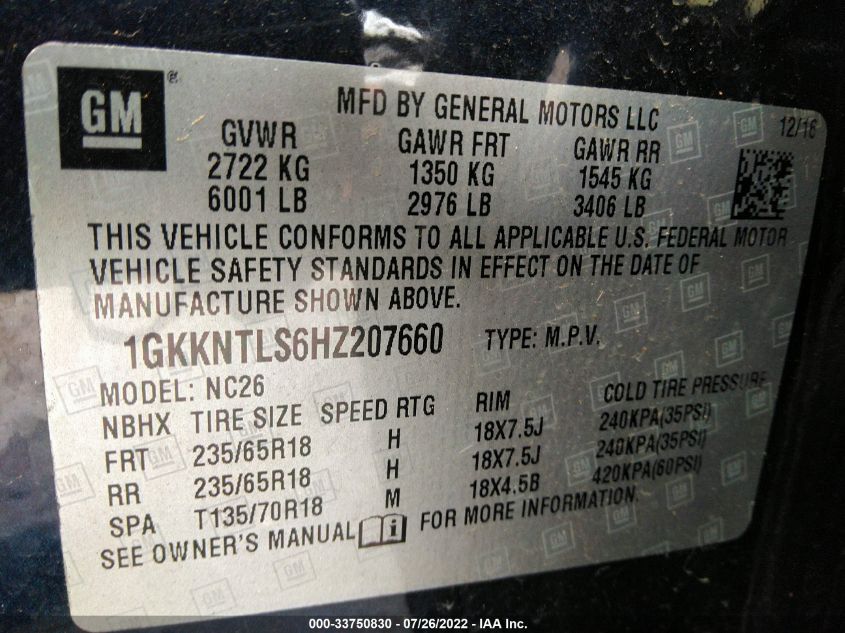 GM ®
MFD BY GENERAL MOTORS LLC
12/16
GVWR GAWR FRT GAWR RR
2722 KG 1350 KG 1545 KG
6001 LB 2976 LB 3406 LB
THIS VEHICLE CONFORMS TO ALL APPLICABLE U.S. FEDERAL MOTOR
VEHICLE SAFETY STANDARDS IN EFFECT ON THE DATE OF
MANUFACTURE SHOWN ABOVE.
1GKKNTLS6HZ207660 TYPE: M.P.V.
MODEL: NC26
NBHX TIRE SIZE SPEED RTG RIM COLD TIRE PRESSURE
FRT 235/65R18 H 18X7.5J 240KPA(35PSI)
RR 235/65R18 H 18X7.5J 240KPA(35PSI)
SPA T135/70R18 M 18X4.5B 420KPA(60PSI)
SEE OWNER'S MANUAL i FOR MORE INFORMATION
000-33750830 - 07/26/2022 - IAA Inc.